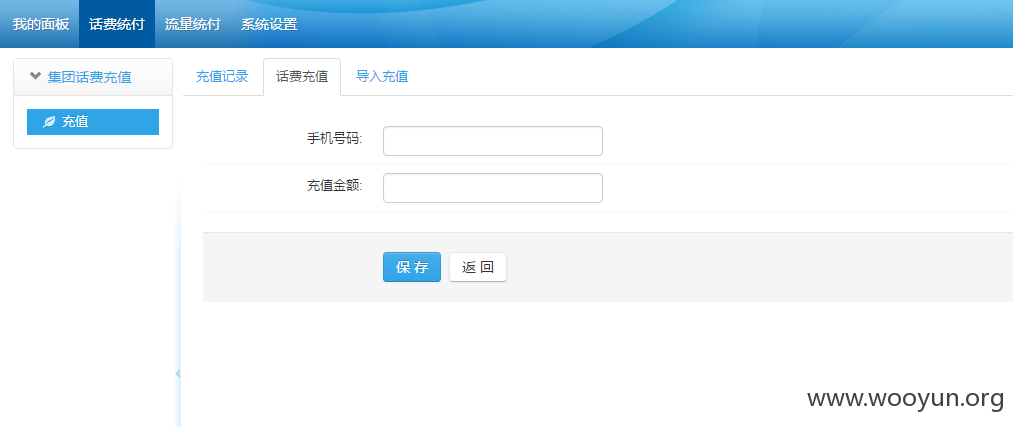 我的面板 话费统付 流量统付 系统设置
集团话费充值
充值
充值记录 话费充值 导入充值
手机号码:
充值金额:
保 存 返 回
www.wooyun.org